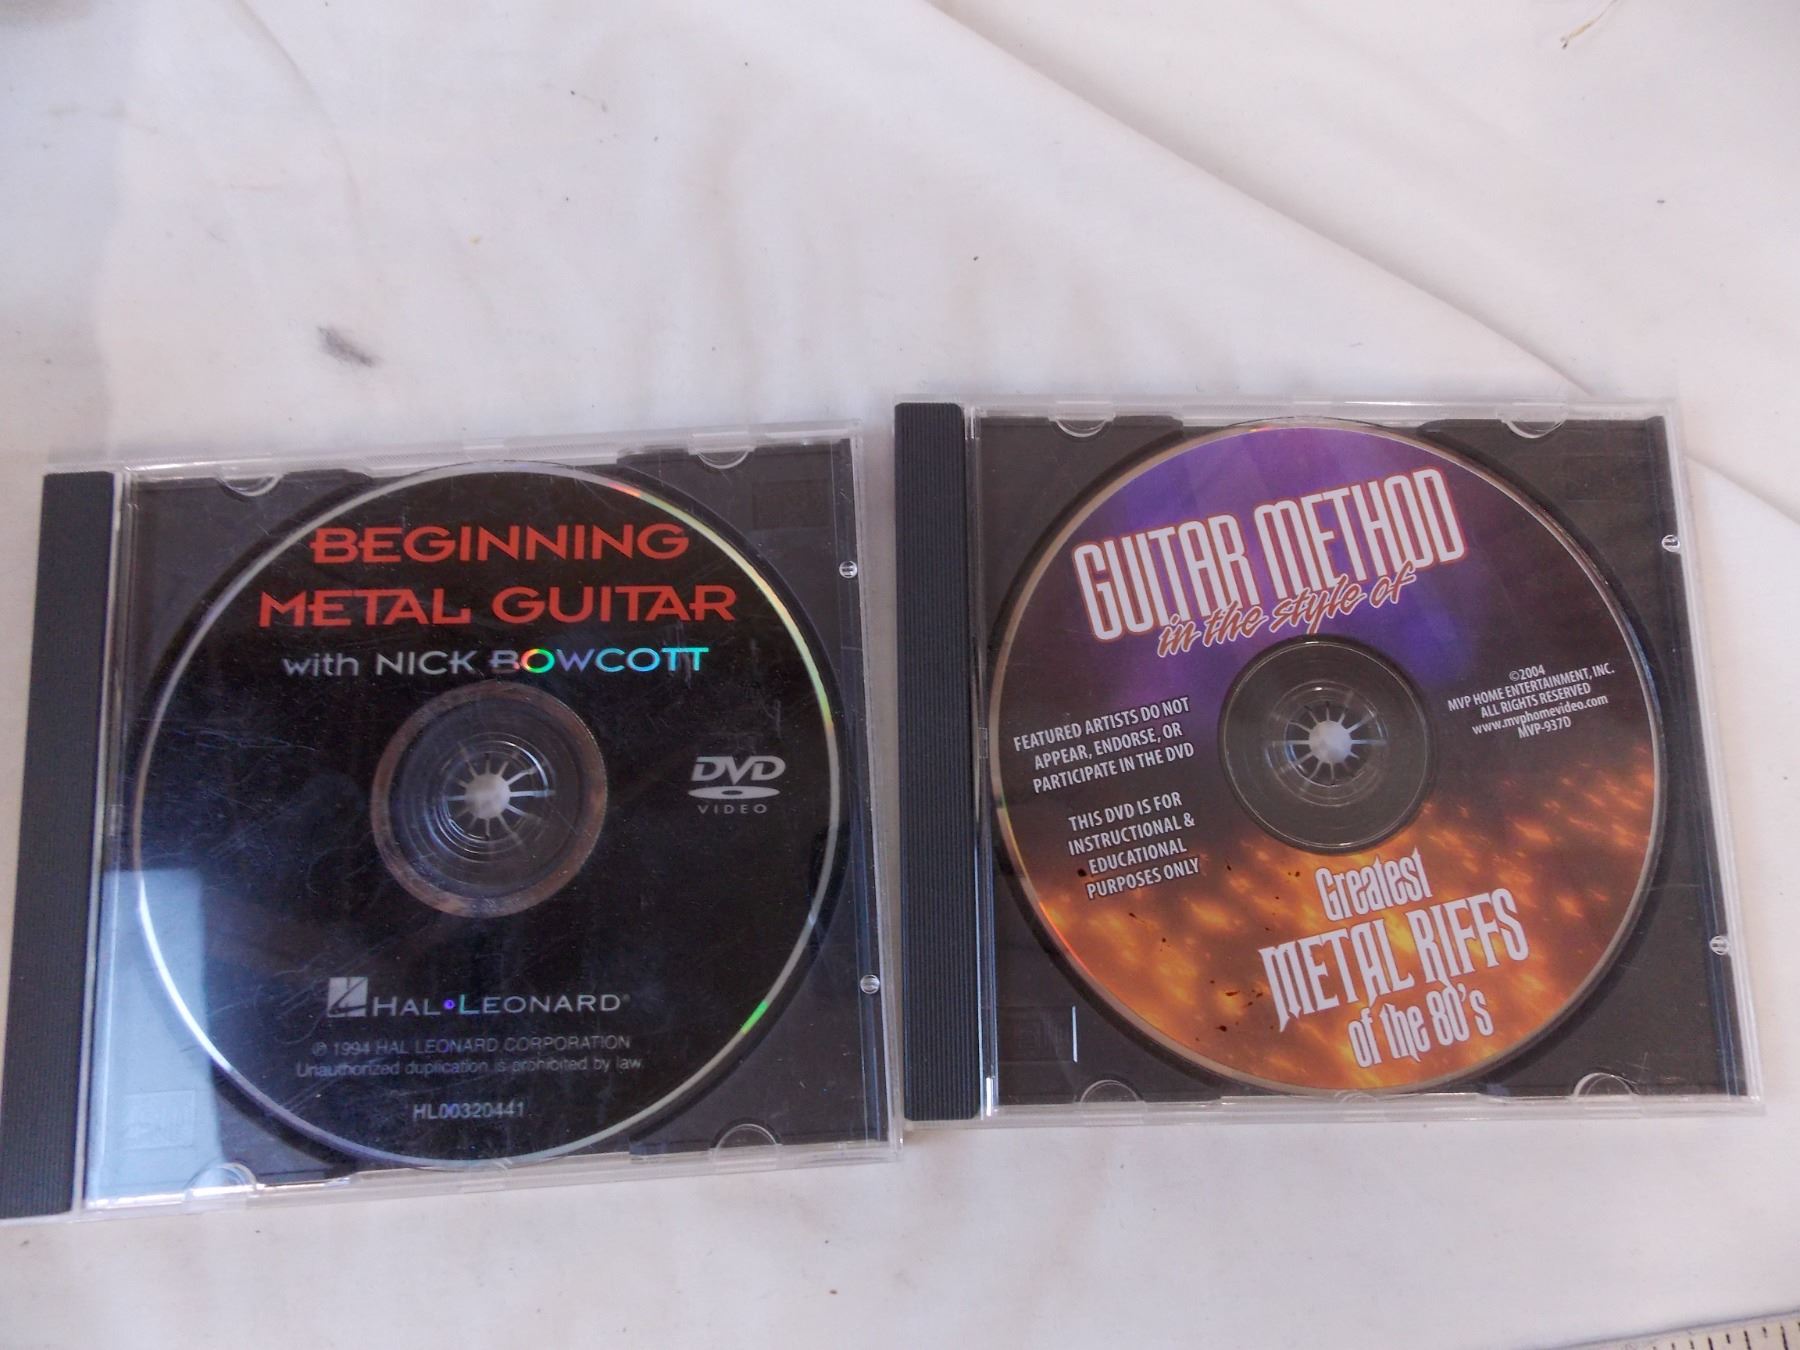 BEGINNING
METAL GUITAR
with NICK BOWCOTT
DVD
VIDEO
HAL•LEONARD®
℗ 1994 HAL LEONARD CORPORATION
Unauthorized duplication is prohibited by law.
HL00320441
GUITAR METHOD
in the style of
©2004
MVP HOME ENTERTAINMENT, INC.
ALL RIGHTS RESERVED
www.mvphomevideo.com
MVP-937D
FEATURED ARTISTS DO NOT
APPEAR, ENDORSE, OR
PARTICIPATE IN THE DVD
THIS DVD IS FOR
INSTRUCTIONAL &
EDUCATIONAL
PURPOSES ONLY
Greatest
METAL RIFFS
of the 80's